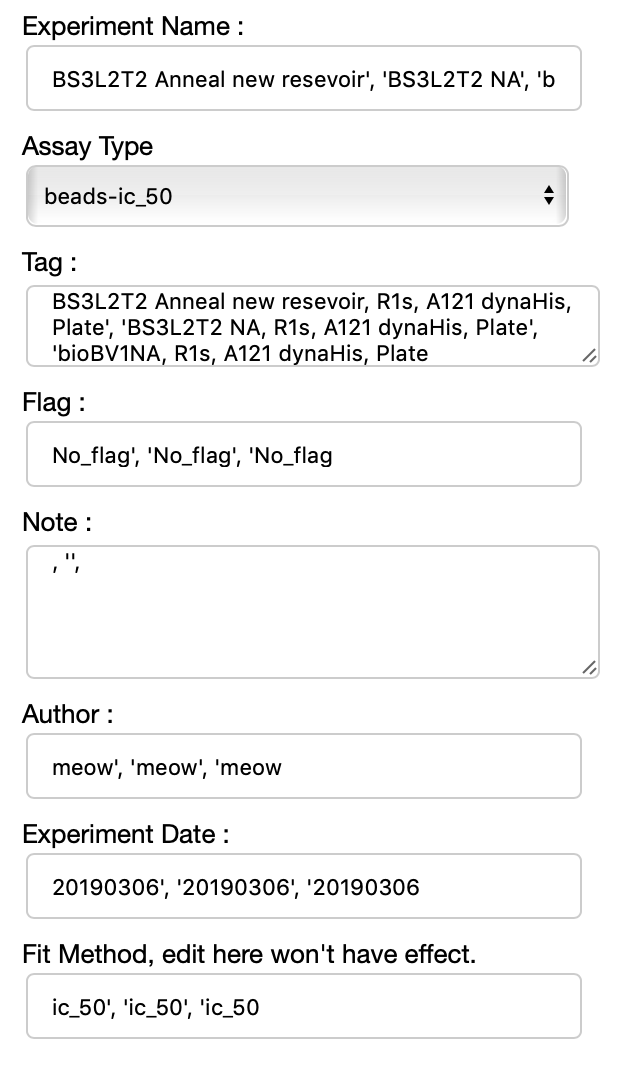 Experiment Name :
BS3L2T2 Anneal new resevoir', 'BS3L2T2 NA', 'b
Assay Type
beads-ic_50
Tag :
BS3L2T2 Anneal new resevoir, R1s, A121 dynaHis,
Plate', 'BS3L2T2 NA, R1s, A121 dynaHis, Plate',
'bioBV1NA, R1s, A121 dynaHis, Plate
Flag :
No_flag', 'No_flag', 'No_flag
Note :
, '',
Author :
meow', 'meow', 'meow
Experiment Date :
20190306', '20190306', '20190306
Fit Method, edit here won't have effect.
ic_50', 'ic_50', 'ic_50